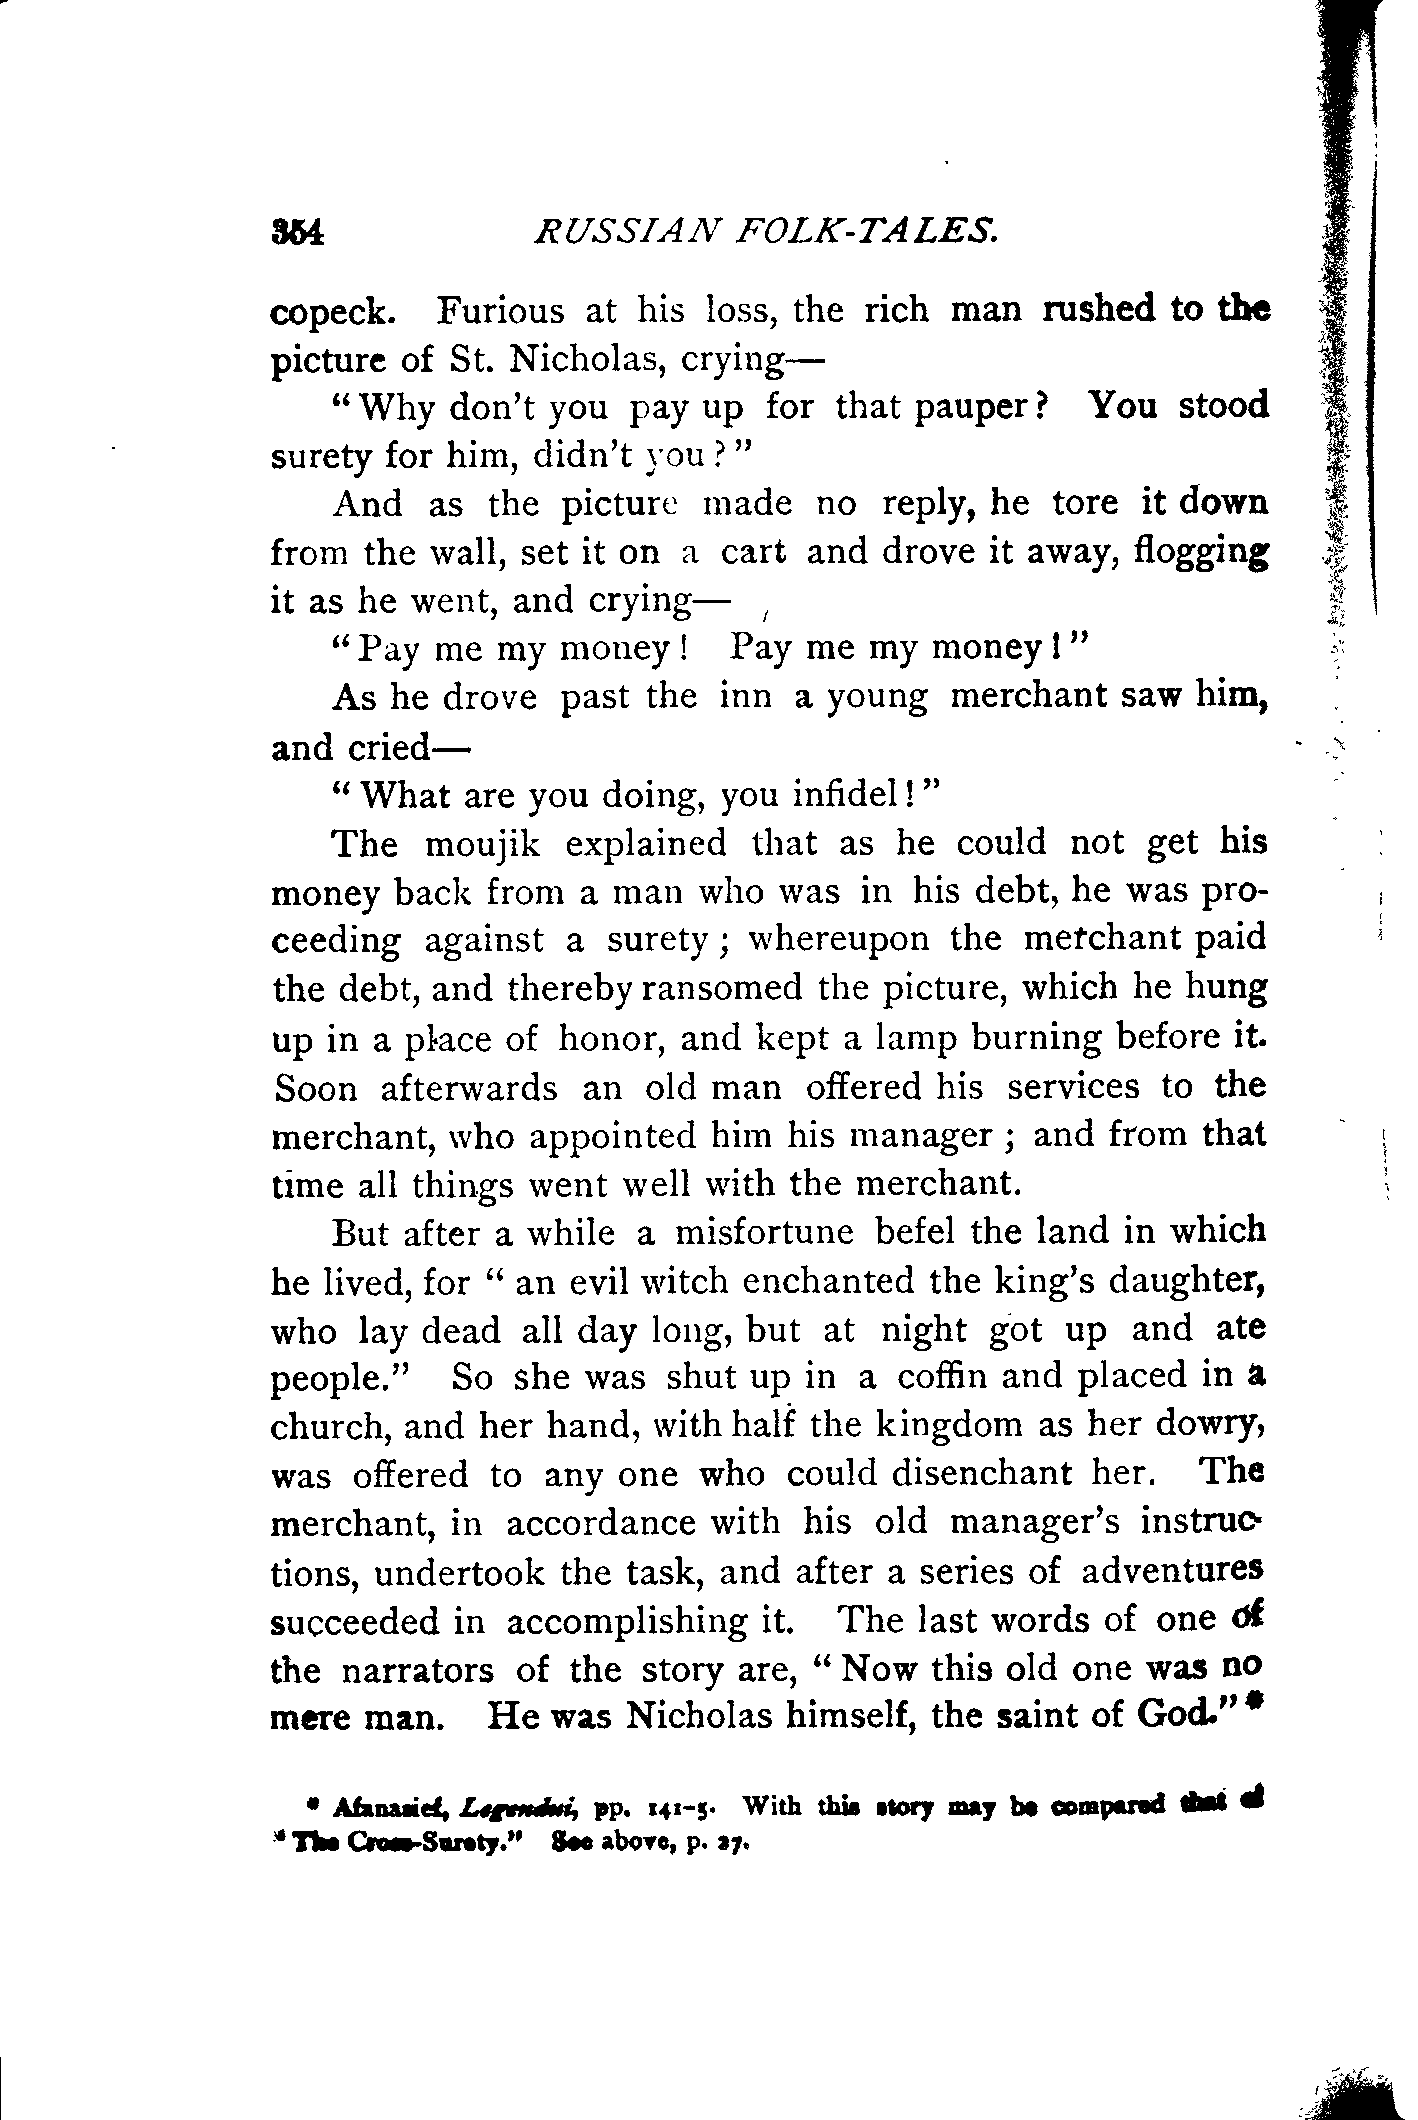 354 RUSSIAN FOLK-TALES.
copeck. Furious at his loss, the rich man rushed to the
picture of St. Nicholas, crying—
“Why don't you pay up for that pauper? You stood
surety for him, didn't you?”
And as the picture made no reply, he tore it down
from the wall, set it on a cart and drove it away, flogging
it as he went, and crying—
“Pay me my money! Pay me my money!”
As he drove past the inn a young merchant saw him,
and cried—
“What are you doing, you infidel!”
The moujik explained that as he could not get his
money back from a man who was in his debt, he was pro-
ceeding against a surety; whereupon the merchant paid
the debt, and thereby ransomed the picture, which he hung
up in a place of honor, and kept a lamp burning before it.
Soon afterwards an old man offered his services to the
merchant, who appointed him his manager; and from that
time all things went well with the merchant.
But after a while a misfortune befel the land in which
he lived, for “an evil witch enchanted the king's daughter,
who lay dead all day long, but at night got up and ate
people.” So she was shut up in a coffin and placed in a
church, and her hand, with half the kingdom as her dowry,
was offered to any one who could disenchant her. The
merchant, in accordance with his old manager's instruc-
tions, undertook the task, and after a series of adventures
succeeded in accomplishing it. The last words of one of
the narrators of the story are, “Now this old one was no
mere man. He was Nicholas himself, the saint of God.”*
* Afanasief, Legendui, pp. 141-5. With this story may be compared that of
“The Cross-Surety.” See above, p. 27.